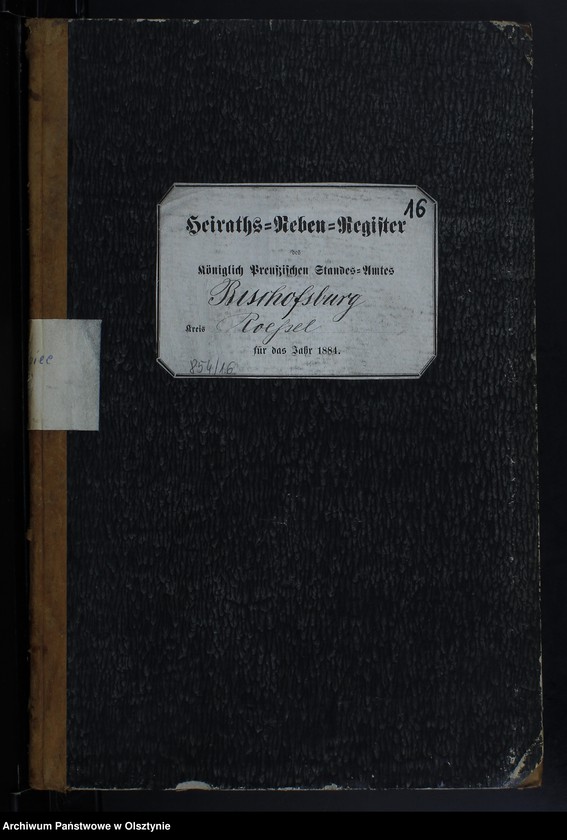 16
Heiraths-Neben-Register
des
Königlich Preußischen Standes-Amtes
Bischofsburg
Kreis Roeßel
für das Jahr 1884.
854/16
Archiwum Państwowe w Olsztynie